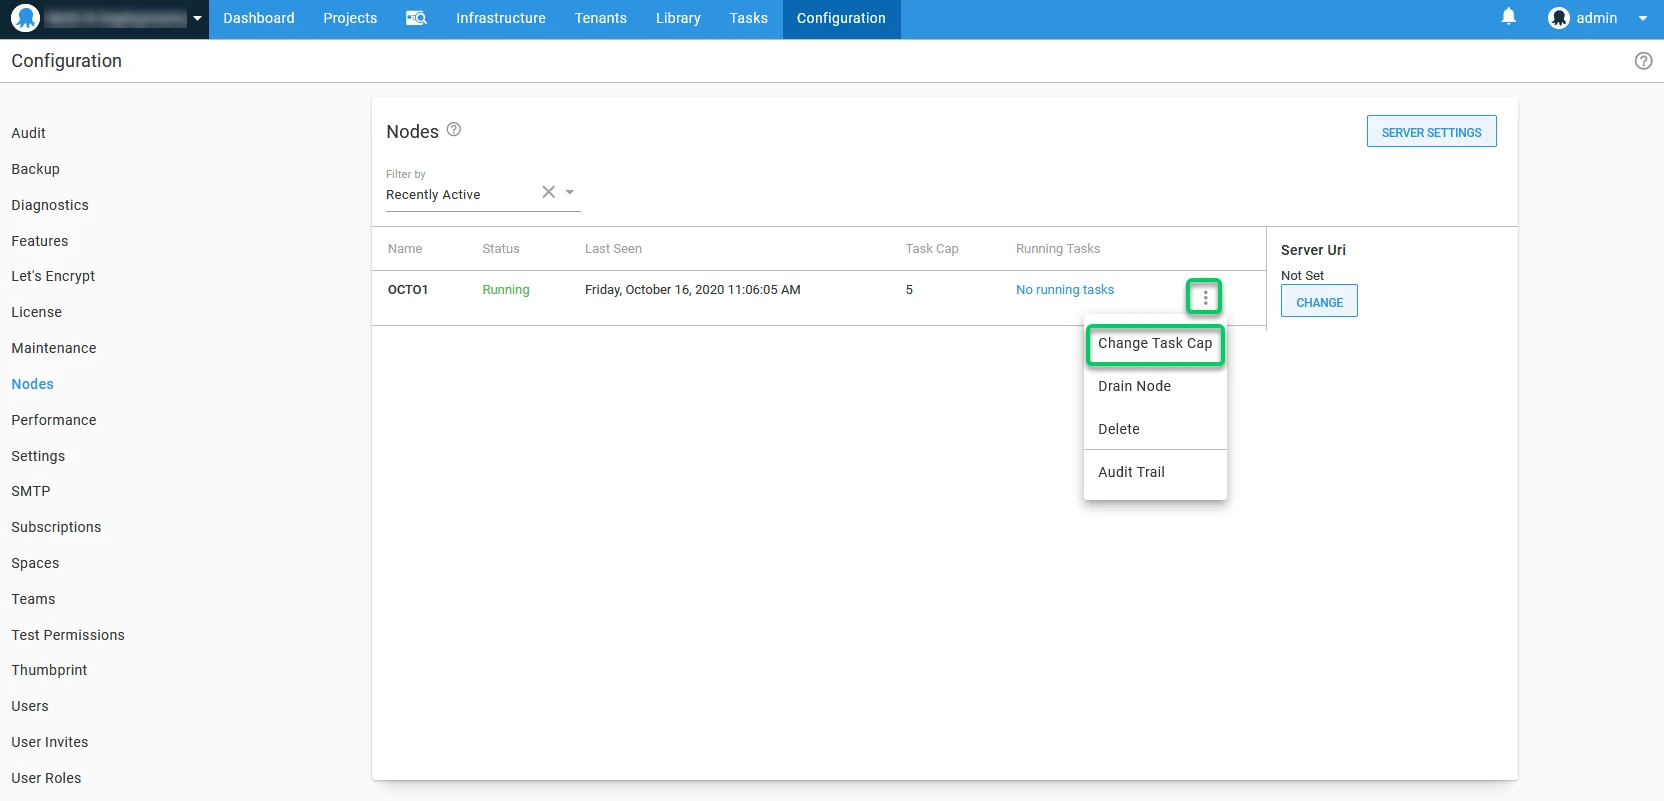 Dashboard Projects Infrastructure Tenants Library Tasks Configuration admin
Configuration
Audit
Backup
Diagnostics
Features
Let's Encrypt
License
Maintenance
Nodes
Performance
Settings
SMTP
Subscriptions
Spaces
Teams
Test Permissions
Thumbprint
Users
User Invites
User Roles
Nodes
SERVER SETTINGS
Filter by
Recently Active
Name Status Last Seen Task Cap Running Tasks
OCTO1 Running Friday, October 16, 2020 11:06:05 AM 5 No running tasks
Server Uri
Not Set
CHANGE
Change Task Cap
Drain Node
Delete
Audit Trail